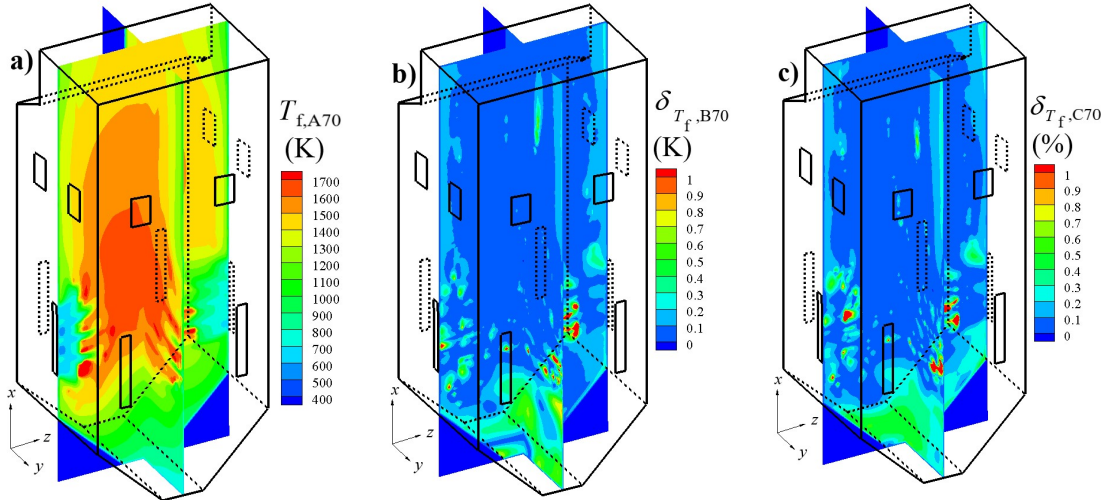 a)
T_f,A70
(K)
1700
1600
1500
1400
1300
1200
1100
1000
900
800
700
600
500
400
x
z
y
b)
δ_T_f,B70
(K)
1
0.9
0.8
0.7
0.6
0.5
0.4
0.3
0.2
0.1
0
x
z
y
c)
δ_T_f,C70
(%)
1
0.9
0.8
0.7
0.6
0.5
0.4
0.3
0.2
0.1
0
x
z
y